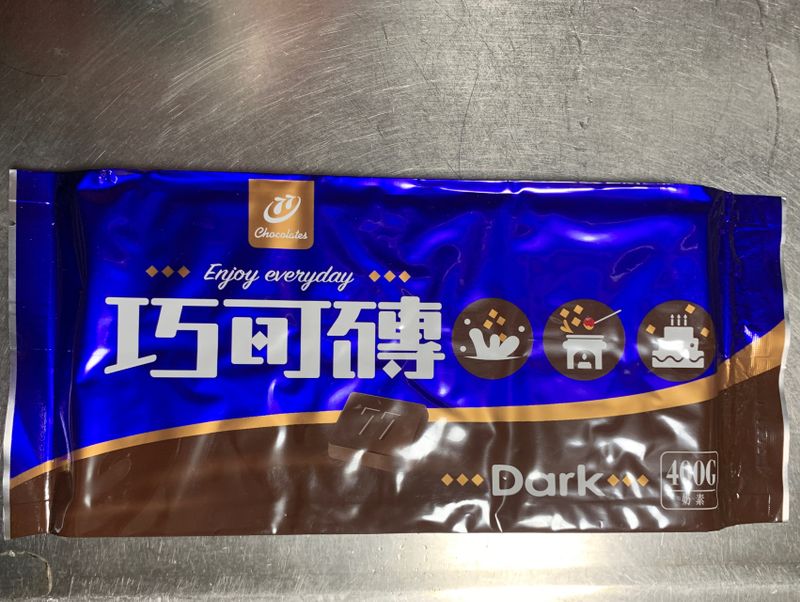 77
Chocolates
Enjoy everyday
巧可磚
77
Dark
400G
奶素